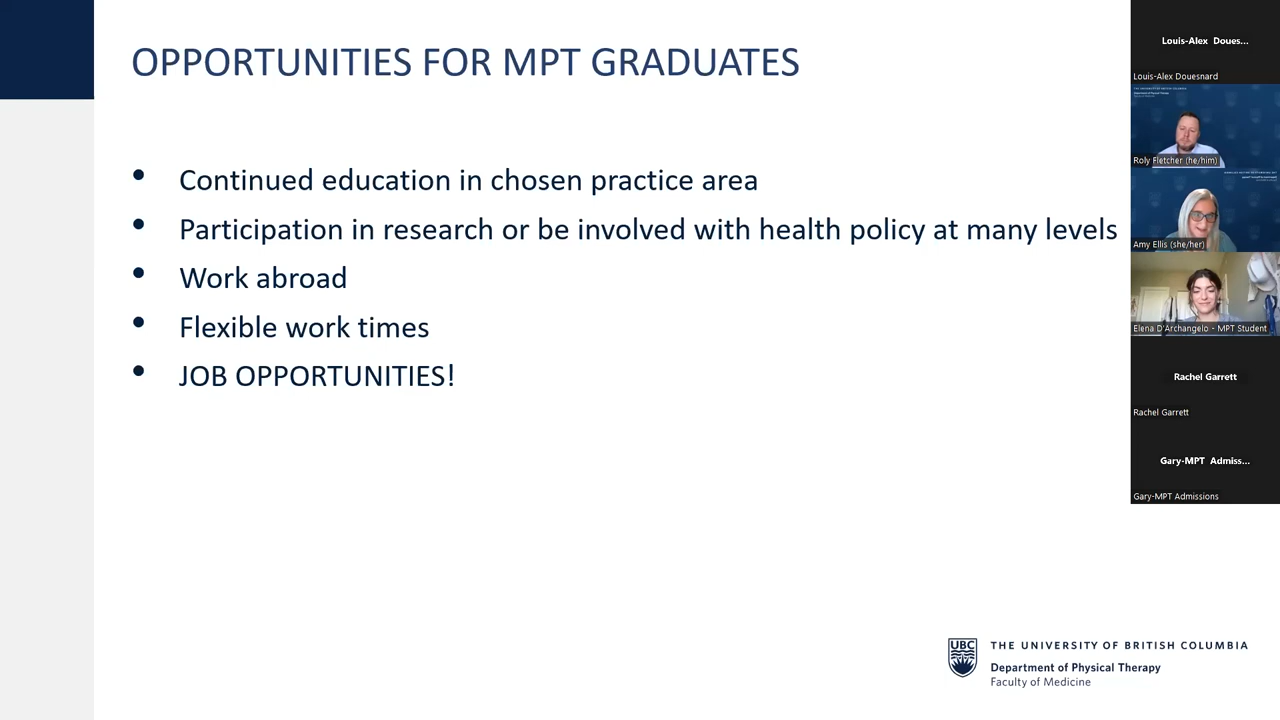 OPPORTUNITIES FOR MPT GRADUATES
• Continued education in chosen practice area
• Participation in research or be involved with health policy at many levels
• Work abroad
• Flexible work times
• JOB OPPORTUNITIES!
Louis-Alex Doues...
Louis-Alex Douesnard
Roly Fletcher (he/him)
Amy Ellis (she/her)
Elena D'Archangelo - MPT Student
Rachel Garrett
Rachel Garrett
Gary-MPT Admiss...
Gary-MPT Admissions
UBC
THE UNIVERSITY OF BRITISH COLUMBIA
Department of Physical Therapy
Faculty of Medicine